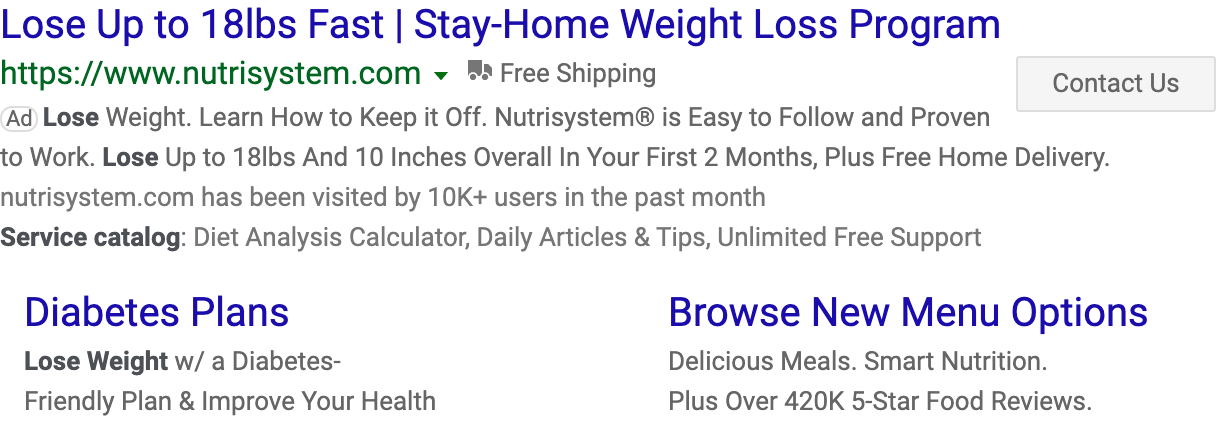 Lose Up to 18lbs Fast | Stay-Home Weight Loss Program
https://www.nutrisystem.com Free Shipping
Contact Us
Ad Lose Weight. Learn How to Keep it Off. Nutrisystem® is Easy to Follow and Proven
to Work. Lose Up to 18lbs And 10 Inches Overall In Your First 2 Months, Plus Free Home Delivery.
nutrisystem.com has been visited by 10K+ users in the past month
Service catalog: Diet Analysis Calculator, Daily Articles & Tips, Unlimited Free Support
Diabetes Plans
Lose Weight w/ a Diabetes-
Friendly Plan & Improve Your Health
Browse New Menu Options
Delicious Meals. Smart Nutrition.
Plus Over 420K 5-Star Food Reviews.